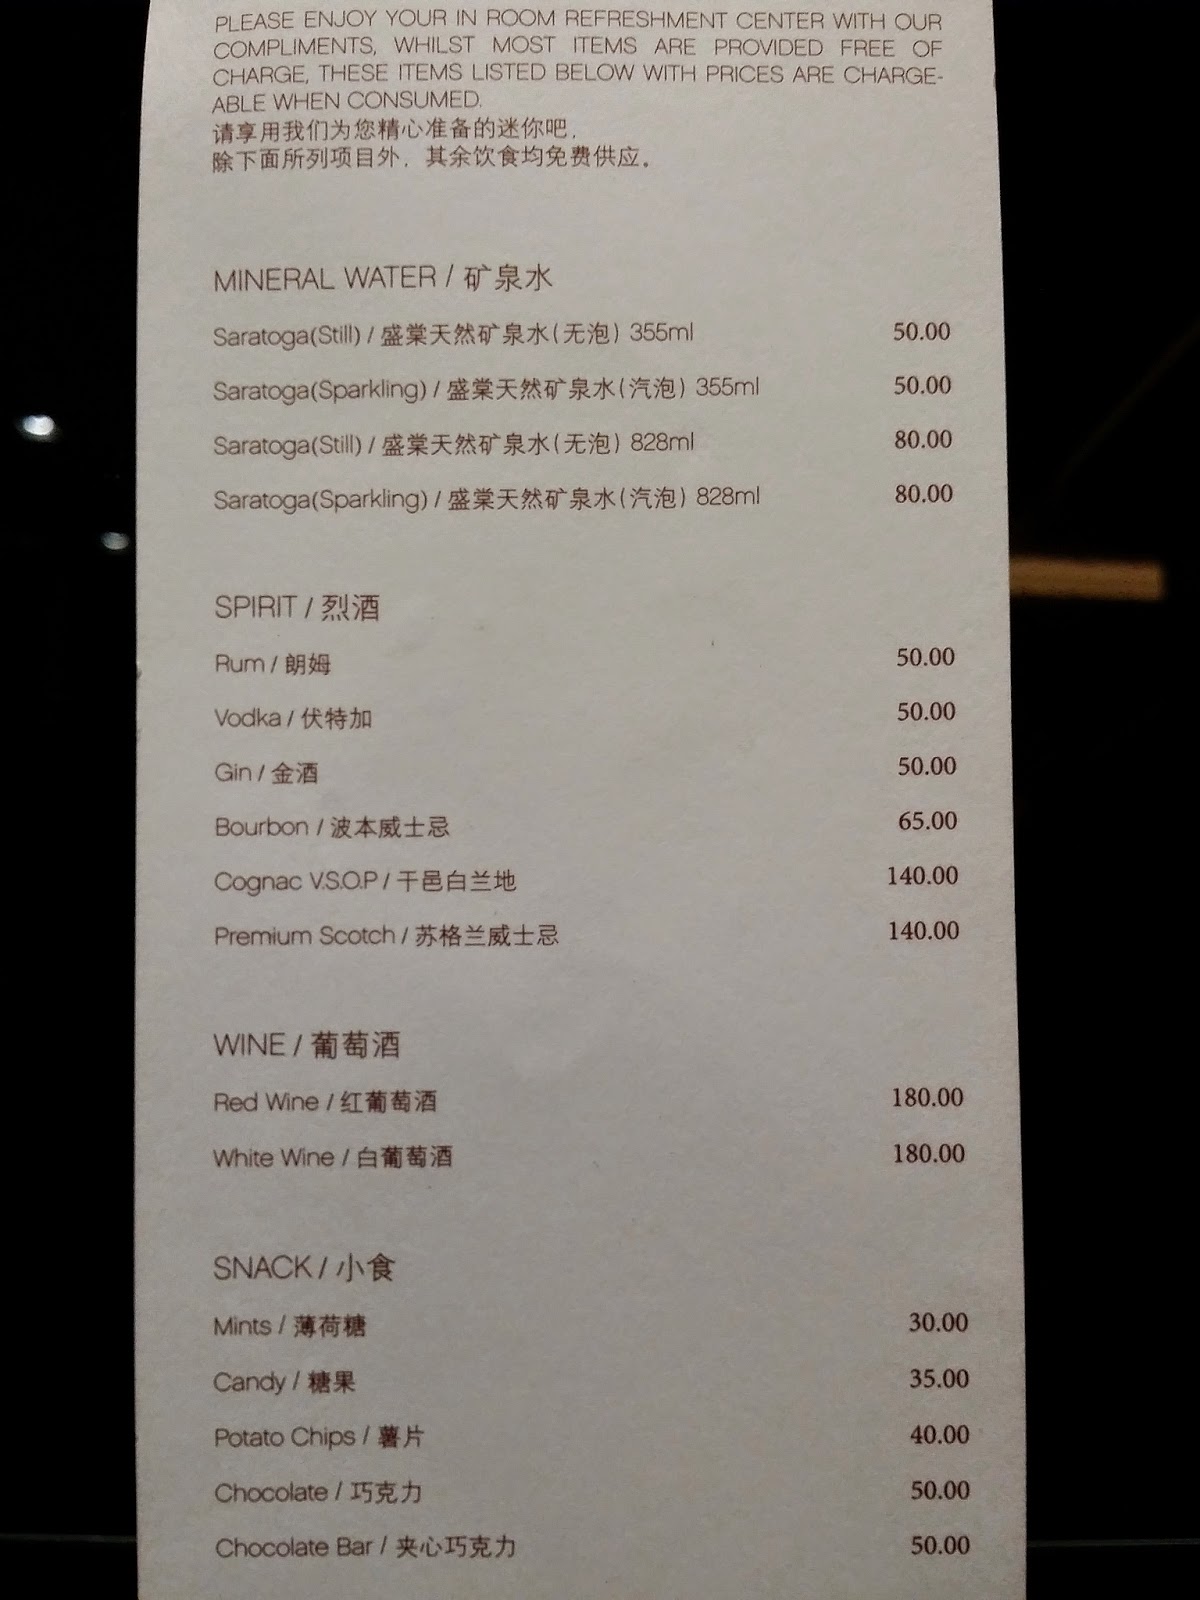 PLEASE ENJOY YOUR IN ROOM REFRESHMENT CENTER WITH OUR
COMPLIMENTS, WHILST MOST ITEMS ARE PROVIDED FREE OF
CHARGE, THESE ITEMS LISTED BELOW WITH PRICES ARE CHARGE-
ABLE WHEN CONSUMED.
请享用我们为您精心准备的迷你吧，
除下面所列项目外，其余饮食均免费供应。
MINERAL WATER / 矿泉水
Saratoga(Still) / 盛棠天然矿泉水(无泡) 355ml 50.00
Saratoga(Sparkling) / 盛棠天然矿泉水(汽泡) 355ml 50.00
Saratoga(Still) / 盛棠天然矿泉水(无泡) 828ml 80.00
Saratoga(Sparkling) / 盛棠天然矿泉水(汽泡) 828ml 80.00
SPIRIT / 烈酒
Rum / 朗姆 50.00
Vodka / 伏特加 50.00
Gin / 金酒 50.00
Bourbon / 波本威士忌 65.00
Cognac V.S.O.P / 干邑白兰地 140.00
Premium Scotch / 苏格兰威士忌 140.00
WINE / 葡萄酒
Red Wine / 红葡萄酒 180.00
White Wine / 白葡萄酒 180.00
SNACK / 小食
Mints / 薄荷糖 30.00
Candy / 糖果 35.00
Potato Chips / 薯片 40.00
Chocolate / 巧克力 50.00
Chocolate Bar / 夹心巧克力 50.00